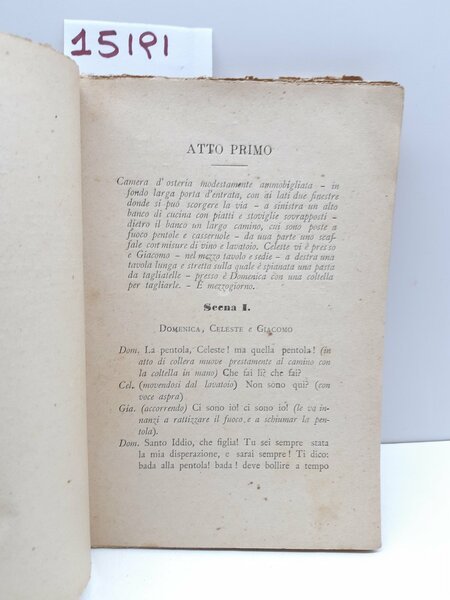 15191
ATTO PRIMO
Camera d' osteria modestamente ammobigliata - in
fondo larga porta d'entrata, con ai lati due finestre
donde si può scorgere la via - a sinistra un alto
banco di cucina con piatti e stoviglie sovrapposti -
dietro il banco un largo camino, cui sono poste a
fuoco pentole e casseruole - da una parte uno scaf-
fale con misure di vino e lavatoio. Celeste vi è presso
e Giacomo - nel mezzo tavolo e sedie - a destra una
tavola lunga e stretta sulla quale è spianata una pasta
da tagliatelle - presso è Domenica con una coltella
per tagliarle. - È mezzogiorno.
Scena I.
DOMENICA, CELESTE e GIACOMO
Dom. La pentola, Celeste! ma quella pentola! (in
atto di collera muove prestamente al camino con
la coltella in mano) Che fai lì? che fai?
Cel. (movendosi dal lavatoio) Non sono qui? (con
voce aspra)
Gia. (accorrendo) Ci sono io! ci sono io! (le va in-
nanzi a rattizzare il fuoco e a schiumar la pen-
tola).
Dom. Santo Iddio, che figlia! Tu sei sempre stata
la mia disperazione, e sarai sempre! Ti dico:
bada alla pentola! bada! deve bollire a tempo